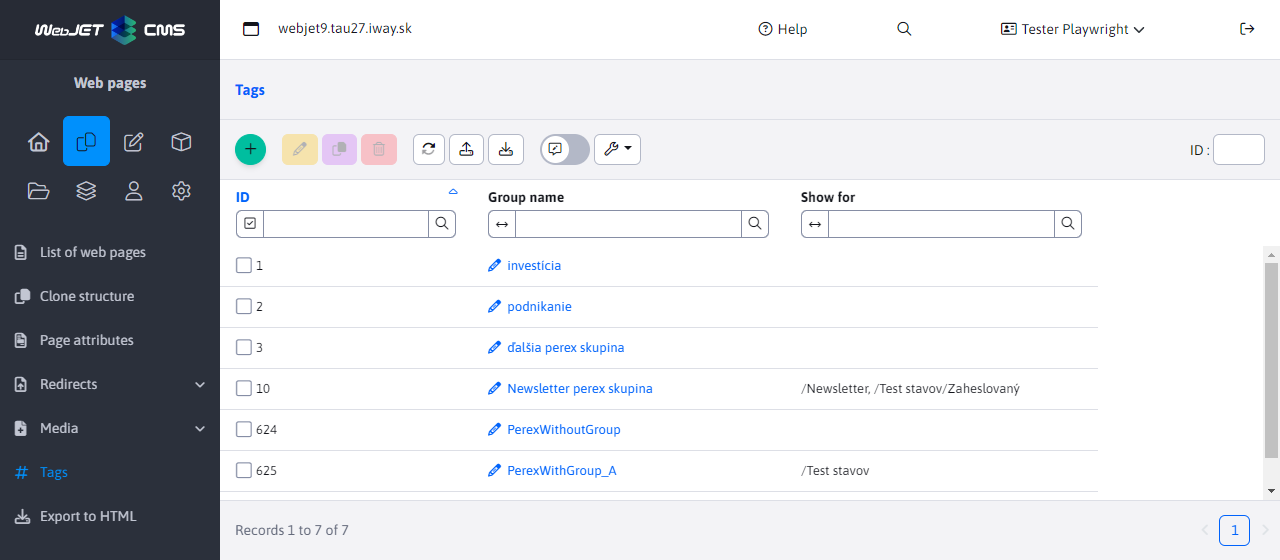 WebJET CMS
webjet9.tau27.iway.sk
Help
Tester Playwright
Web pages
Tags
ID :
List of web pages
Clone structure
Page attributes
Redirects
Media
Tags
Export to HTML
ID
Group name
Show for
1
investícia
2
podnikanie
3
ďalšia perex skupina
10
Newsletter perex skupina
/Newsletter, /Test stavov/Zaheslovaný
624
PerexWithoutGroup
625
PerexWithGroup_A
/Test stavov
Records 1 to 7 of 7
1